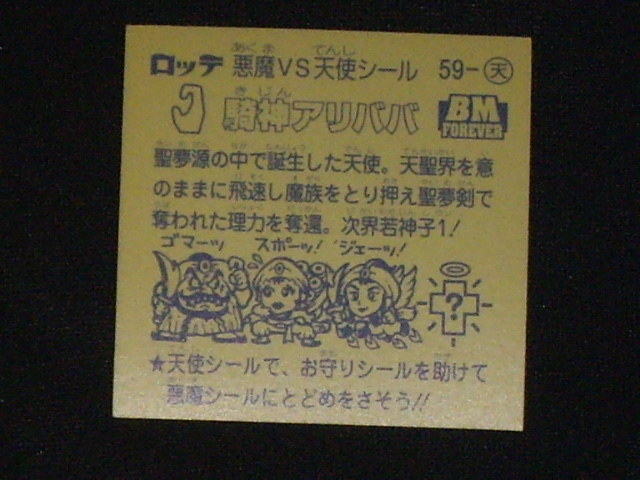 ロッテ 悪魔VS天使シール 59-天
騎神アリババ BM FOREVER
聖夢源の中で誕生した天使。天聖界を意
のままに飛速し魔族をとり押え聖夢剣で
奪われた理力を奪還。次界若神子1!
ゴマーッ スポーッ! ジェーッ!
?
★天使シールで、お守りシールを助けて
悪魔シールにとどめをさそう!!